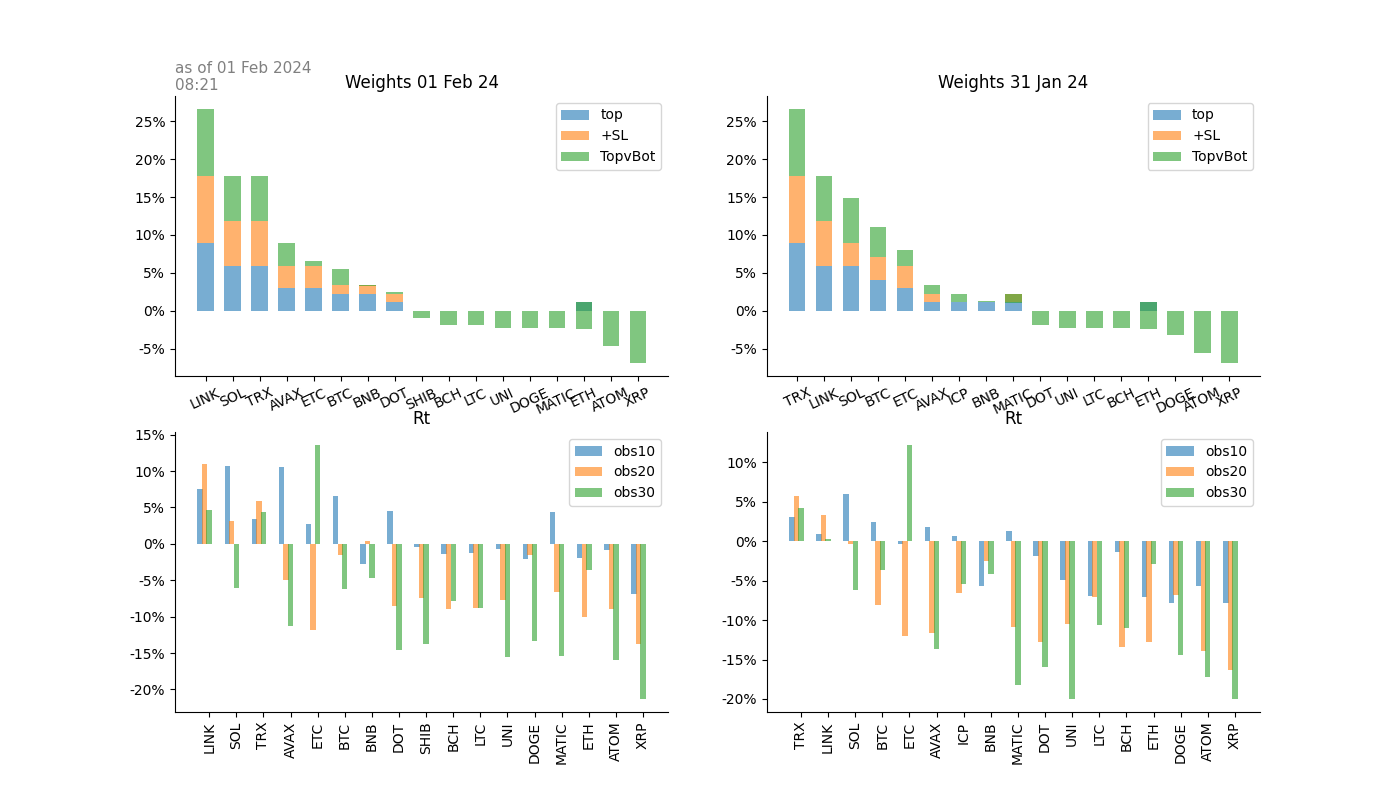 as of 01 Feb 2024
08:21
Weights 01 Feb 24
25%
20%
15%
10%
5%
0%
-5%
top
+SL
TopvBot
LINK SOL TRX AVAX ETC BTC BNB DOT SHIB BCH LTC UNI DOGE MATIC ETH ATOM XRP
Weights 31 Jan 24
25%
20%
15%
10%
5%
0%
-5%
top
+SL
TopvBot
TRX LINK SOL BTC ETC AVAX ICP BNB MATIC DOT UNI LTC BCH ETH DOGE ATOM XRP
Rt
15%
10%
5%
0%
-5%
-10%
-15%
-20%
obs10
obs20
obs30
LINK SOL TRX AVAX ETC BTC BNB DOT SHIB BCH LTC UNI DOGE MATIC ETH ATOM XRP
Rt
10%
5%
0%
-5%
-10%
-15%
-20%
obs10
obs20
obs30
TRX LINK SOL BTC ETC AVAX ICP BNB MATIC DOT UNI LTC BCH ETH DOGE ATOM XRP